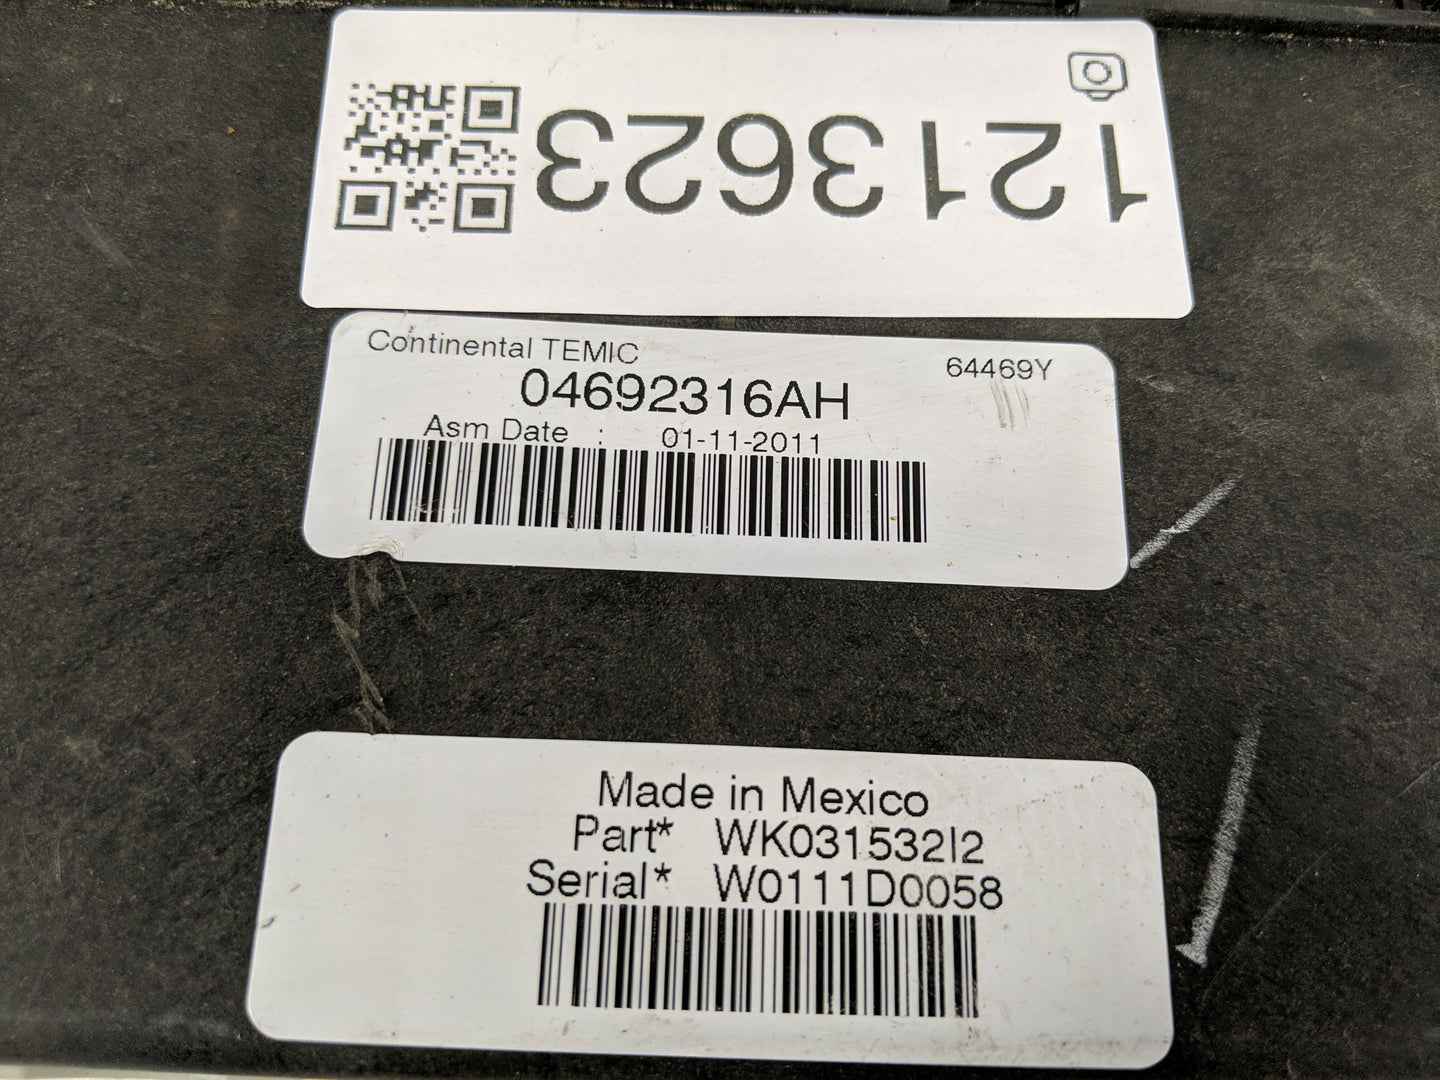 1213623
Continental TEMIC
64469Y
04692316AH
Asm Date : 01-11-2011
Made in Mexico
Part* WK031532I2
Serial* W0111D0058